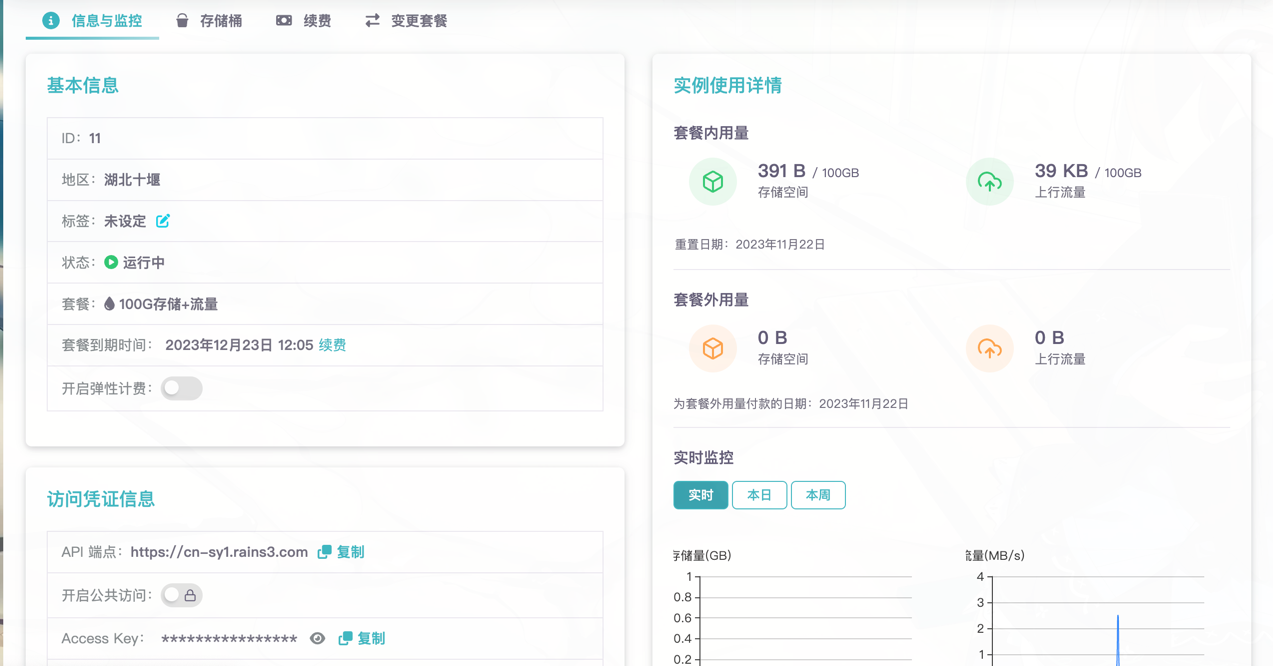 信息与监控 存储桶 续费 变更套餐
基本信息
ID： 11
地区： 湖北十堰
标签： 未设定
状态： 运行中
套餐： 100G存储+流量
套餐到期时间： 2023年12月23日 12:05 续费
开启弹性计费：
访问凭证信息
API 端点： https://cn-sy1.rains3.com 复制
开启公共访问：
Access Key： **************** 复制
实例使用详情
套餐内用量
391 B / 100GB
存储空间
39 KB / 100GB
上行流量
重置日期： 2023年11月22日
套餐外用量
0 B
存储空间
0 B
上行流量
为套餐外用量付款的日期： 2023年11月22日
实时监控
实时 本日 本周
存储量(GB)
1
0.8
0.6
0.4
0.2
流量(MB/s)
4
3
2
1